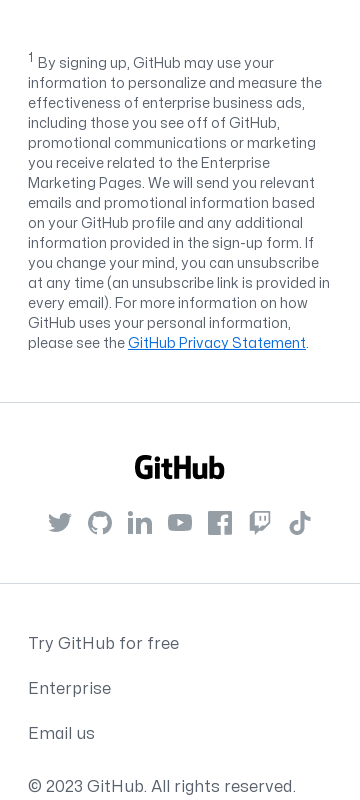 1 By signing up, GitHub may use your
information to personalize and measure the
effectiveness of enterprise business ads,
including those you see off of GitHub,
promotional communications or marketing
you receive related to the Enterprise
Marketing Pages. We will send you relevant
emails and promotional information based
on your GitHub profile and any additional
information provided in the sign-up form. If
you change your mind, you can unsubscribe
at any time (an unsubscribe link is provided in
every email). For more information on how
GitHub uses your personal information,
please see the GitHub Privacy Statement.
GitHub
Try GitHub for free
Enterprise
Email us
© 2023 GitHub. All rights reserved.